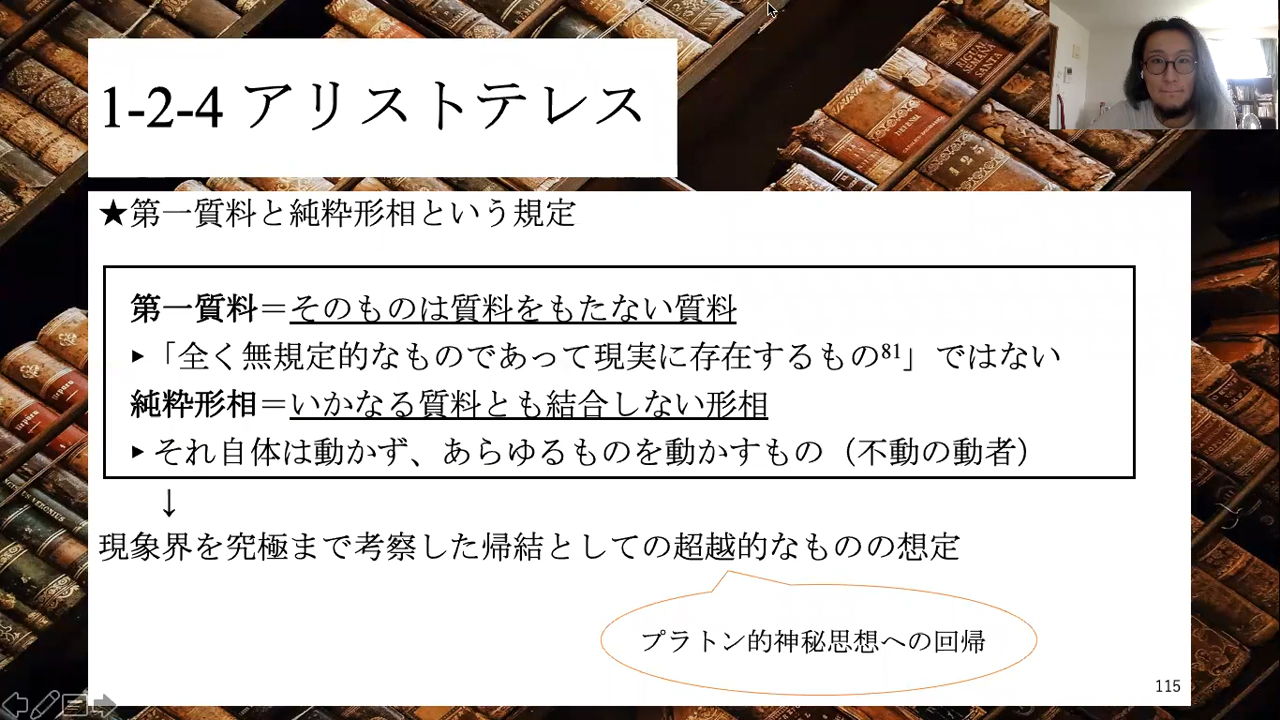 1-2-4 アリストテレス
★第一質料と純粋形相という規定
第一質料＝そのものは質料をもたない質料
▸「全く無規定的なものであって現実に存在するもの81」ではない
純粋形相＝いかなる質料とも結合しない形相
▸それ自体は動かず、あらゆるものを動かすもの（不動の動者）
↓
現象界を究極まで考察した帰結としての超越的なものの想定
プラトン的神秘思想への回帰
115